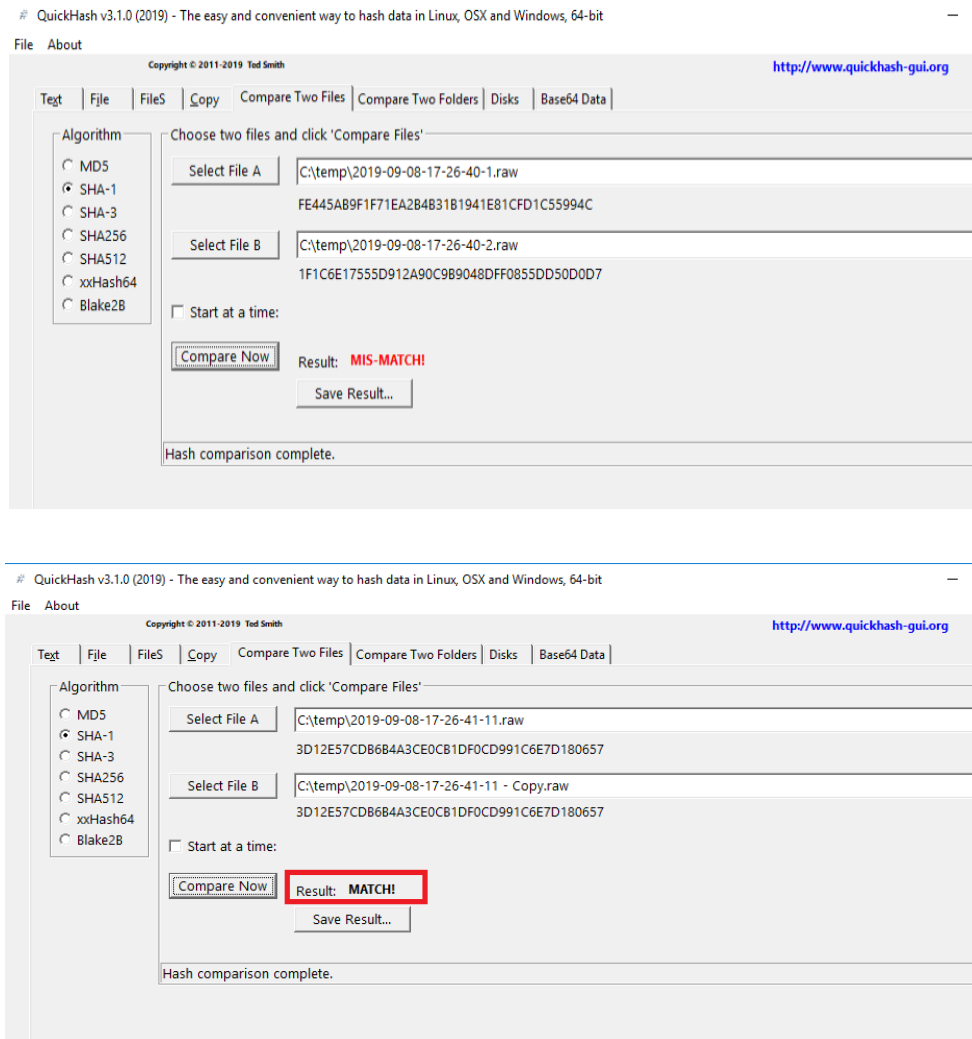 QuickHash v3.1.0 (2019) - The easy and convenient way to hash data in Linux, OSX and Windows, 64-bit
File About
Copyright © 2011-2019 Ted Smith
http://www.quickhash-gui.org
Text File FileS Copy Compare Two Files Compare Two Folders Disks Base64 Data
Algorithm
MD5
SHA-1
SHA-3
SHA256
SHA512
xxHash64
Blake2B
Choose two files and click 'Compare Files'
Select File A C:\temp\2019-09-08-17-26-40-1.raw
FE445AB9F1F71EA2B4B31B1941E81CFD1C55994C
Select File B C:\temp\2019-09-08-17-26-40-2.raw
1F1C6E17555D912A90C9B9048DFF0855DD50D0D7
Start at a time:
Compare Now Result: MIS-MATCH!
Save Result...
Hash comparison complete.
QuickHash v3.1.0 (2019) - The easy and convenient way to hash data in Linux, OSX and Windows, 64-bit
File About
Copyright © 2011-2019 Ted Smith
http://www.quickhash-gui.org
Text File FileS Copy Compare Two Files Compare Two Folders Disks Base64 Data
Algorithm
MD5
SHA-1
SHA-3
SHA256
SHA512
xxHash64
Blake2B
Choose two files and click 'Compare Files'
Select File A C:\temp\2019-09-08-17-26-41-11.raw
3D12E57CDB6B4A3CE0CB1DF0CD991C6E7D180657
Select File B C:\temp\2019-09-08-17-26-41-11 - Copy.raw
3D12E57CDB6B4A3CE0CB1DF0CD991C6E7D180657
Start at a time:
Compare Now Result: MATCH!
Save Result...
Hash comparison complete.